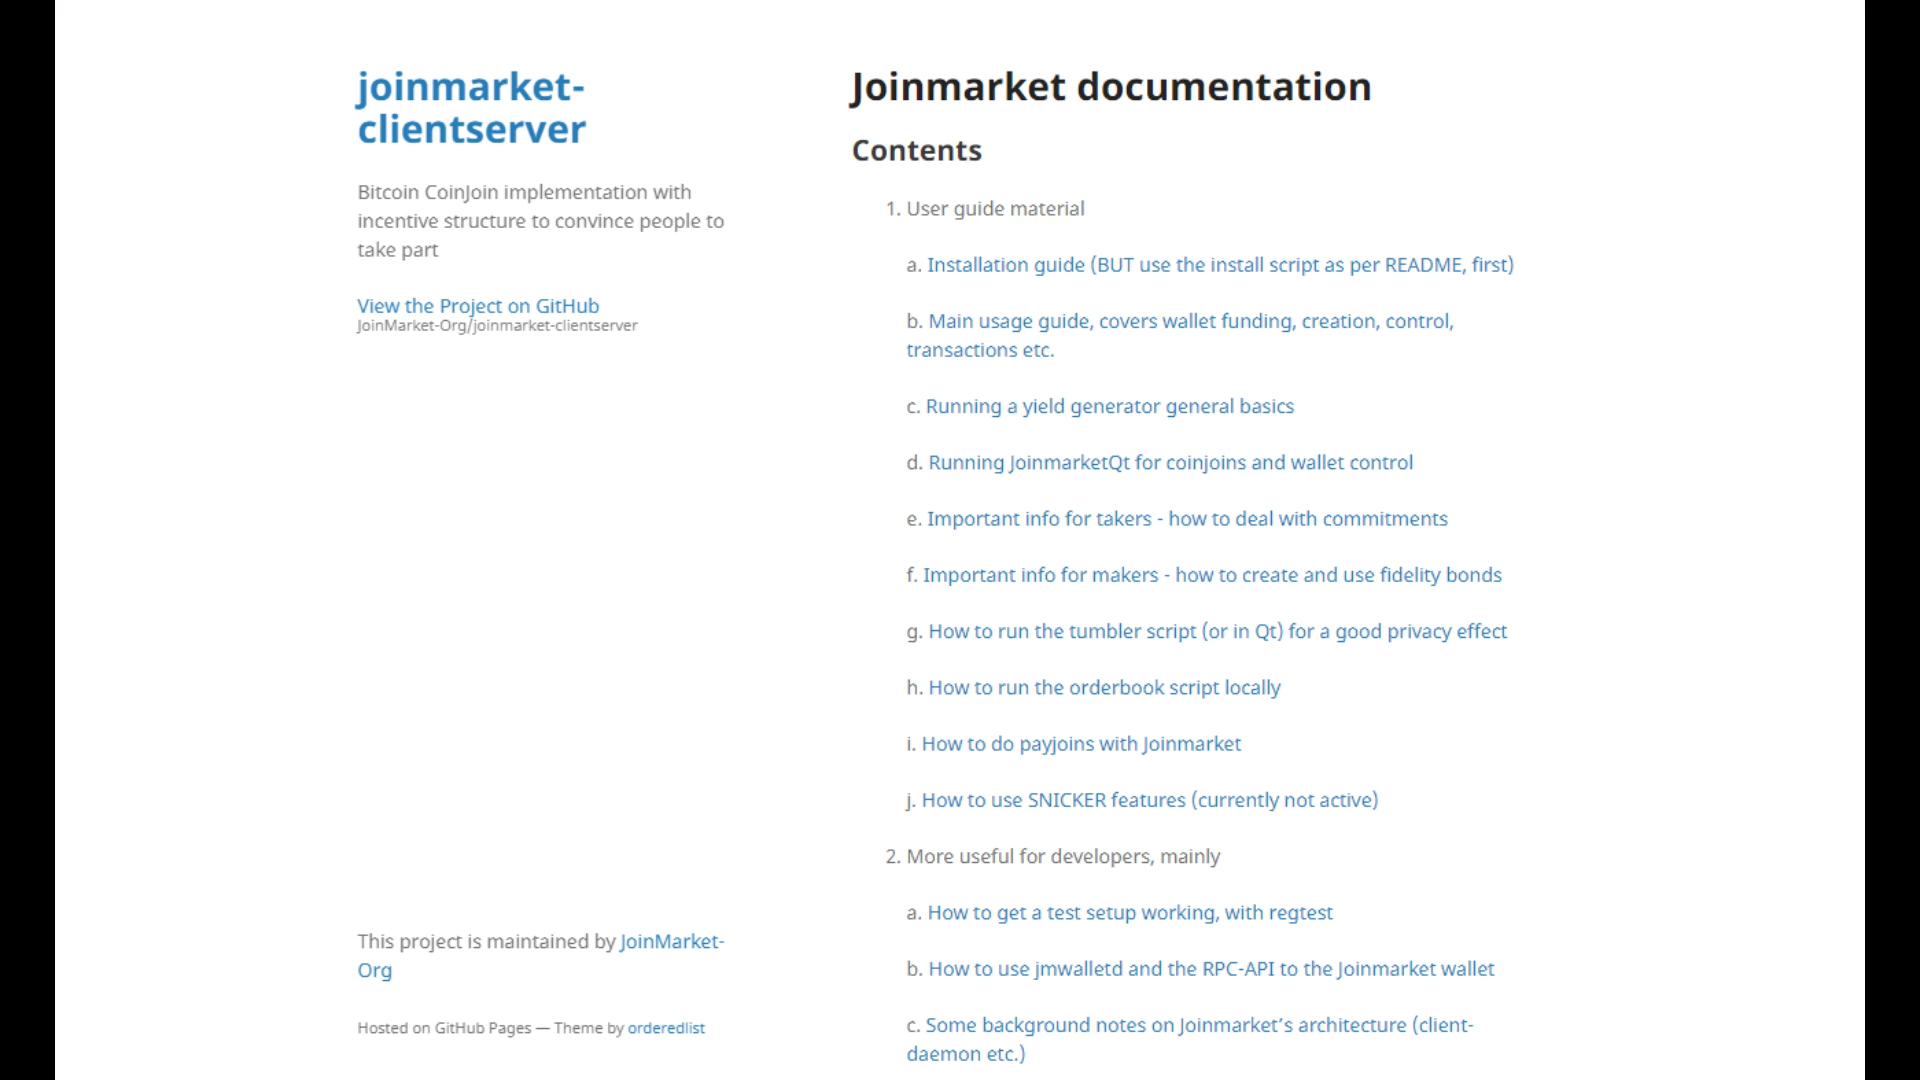 joinmarket-
clientserver
Bitcoin CoinJoin implementation with
incentive structure to convince people to
take part
View the Project on GitHub
JoinMarket-Org/joinmarket-clientserver
This project is maintained by JoinMarket-
Org
Hosted on GitHub Pages — Theme by orderedlist
Joinmarket documentation
Contents
1. User guide material
a. Installation guide (BUT use the install script as per README, first)
b. Main usage guide, covers wallet funding, creation, control,
transactions etc.
c. Running a yield generator general basics
d. Running JoinmarketQt for coinjoins and wallet control
e. Important info for takers - how to deal with commitments
f. Important info for makers - how to create and use fidelity bonds
g. How to run the tumbler script (or in Qt) for a good privacy effect
h. How to run the orderbook script locally
i. How to do payjoins with Joinmarket
j. How to use SNICKER features (currently not active)
2. More useful for developers, mainly
a. How to get a test setup working, with regtest
b. How to use jmwalletd and the RPC-API to the Joinmarket wallet
c. Some background notes on Joinmarket’s architecture (client-
daemon etc.)